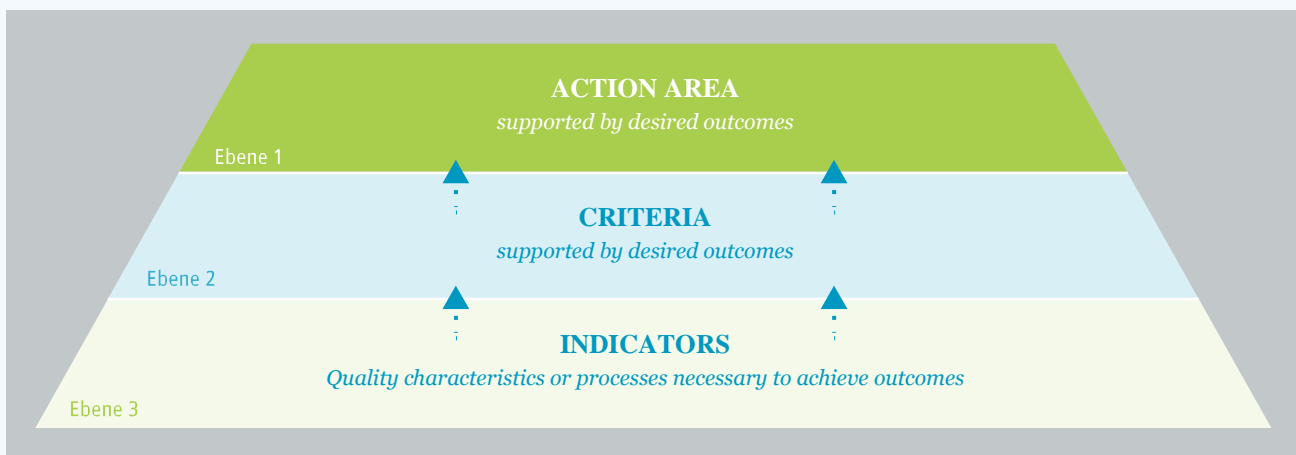 ACTION AREA
supported by desired outcomes
Ebene 1
CRITERIA
supported by desired outcomes
Ebene 2
INDICATORS
Quality characteristics or processes necessary to achieve outcomes
Ebene 3